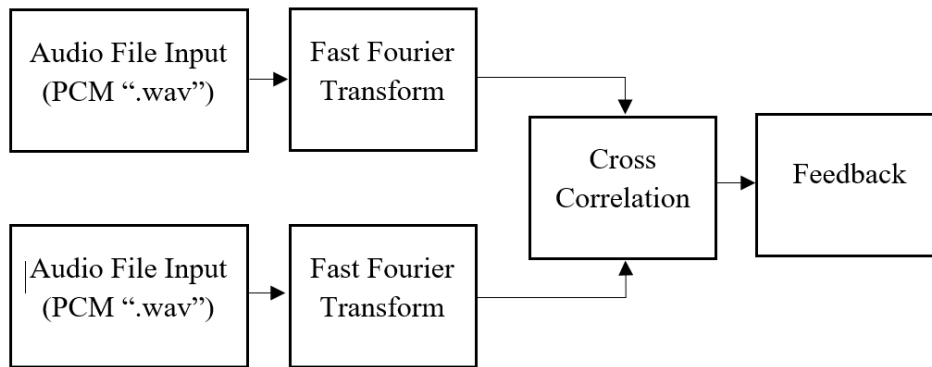 Audio File Input
(PCM “.wav”)
Fast Fourier
Transform
Cross
Correlation
Feedback
Audio File Input
(PCM “.wav”)
Fast Fourier
Transform